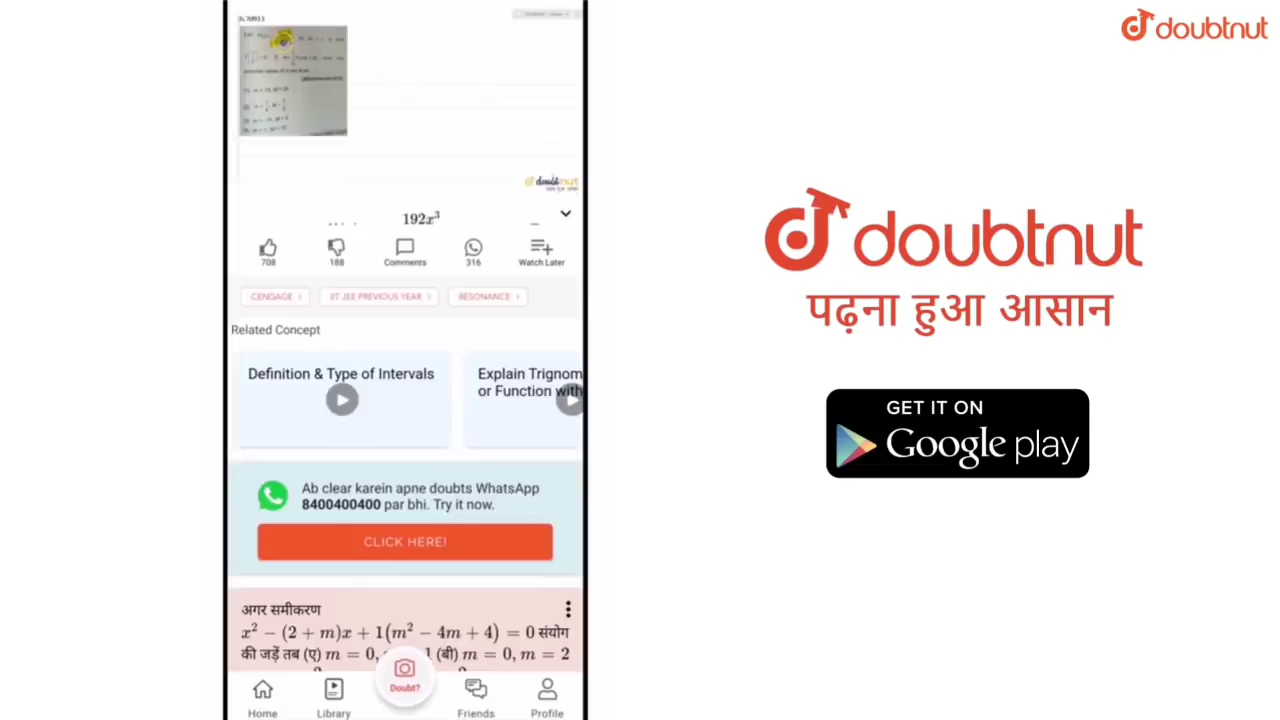 doubtnut
doubtnut
192x³
708
188
Comments
316
Watch Later
CENGAGE >
IIT JEE PREVIOUS YEAR >
RESONANCE >
Related Concept
Definition & Type of Intervals
Explain Trignom
or Function with
Ab clear karein apne doubts WhatsApp
8400400400 par bhi. Try it now.
CLICK HERE!
अगर समीकरण
x² − (2 + m)x + 1(m² − 4m + 4) = 0 संयोग
की जड़ें तब (ए) m = 0, 1 (बी) m = 0, m = 2
Doubt?
Home
Library
Friends
Profile
doubtnut
पढ़ना हुआ आसान
GET IT ON
Google play